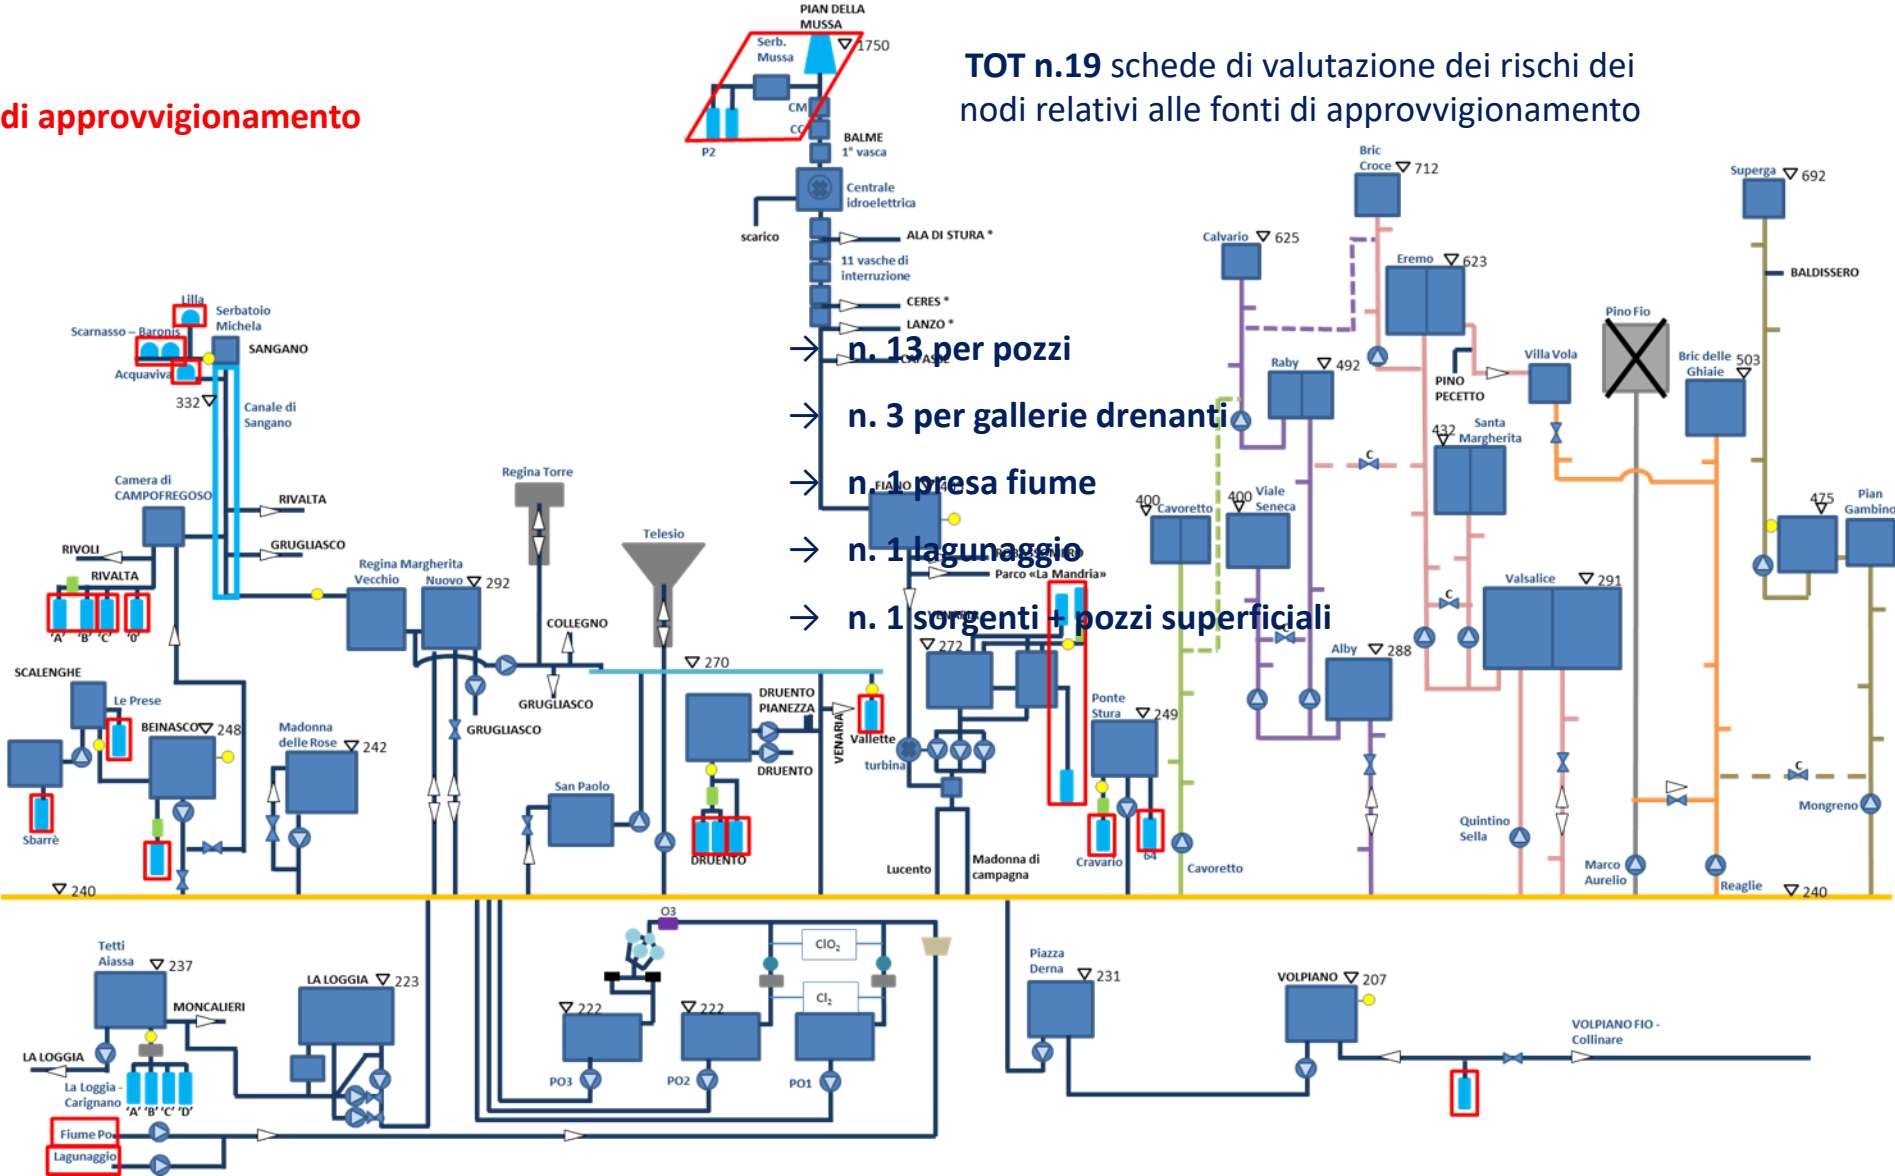 PIAN DELLA
MUSSA
Serb.
Mussa
1750
CM
CC
P2
BALME
1° vasca
TOT n.19 schede di valutazione dei rischi dei
nodi relativi alle fonti di approvvigionamento
di approvvigionamento
Centrale
idroelettrica
scarico
ALA DI STURA *
11 vasche di
interruzione
CERES *
LANZO *
→ n. 13 per pozzi
→ n. 3 per gallerie drenanti
→ n. 1 presa fiume
→ n. 1 lagunaggio
→ n. 1 sorgenti + pozzi superficiali
Bric
Croce 712
Superga 692
Calvario 625
Eremo 623
BALDISSERO
Lilla
Serbatoio
Michela
Scarnasso – Baronis
SANGANO
Acquaviva
332
Canale di
Sangano
Pino Fio
Raby 492
Villa Vola
Bric delle
Ghiaie
503
PINO
PECETTO
Santa
Margherita
432
C
Camera di
CAMPOFREGOSO
RIVALTA
GRUGLIASCO
RIVOLI
RIVALTA
'A' 'B' 'C' '0'
Regina Torre
Telesio
Regina Margherita
Vecchio Nuovo 292
FIANO
400 Cavoretto
400 Viale
Seneca
475 Pian
Gambino
Parco «La Mandria»
VENARIA
272
COLLEGNO
GRUGLIASCO
GRUGLIASCO
270
C
C
Valsalice 291
Alby 288
SCALENGHE
Le Prese
BEINASCO 248
Sbarrè
Madonna
delle Rose 242
San Paolo
DRUENTO
PIANEZZA
DRUENTO
VENARIA
Vallette
turbina
DRUENTO
Ponte
Stura 249
Cravario 64
Lucento
Madonna di
campagna
Cavoretto
Quintino
Sella
Marco
Aurelio
Reaglie
C
Mongreno
240
240
Tetti
Aiassa 237
LA LOGGIA 223
MONCALIERI
LA LOGGIA
La Loggia -
Carignano
'A' 'B' 'C' 'D'
Fiume Po
Lagunaggio
O3
ClO₂
Cl₂
222
222
PO3
PO2
PO1
Piazza
Derna
231
VOLPIANO 207
VOLPIANO FIO -
Collinare